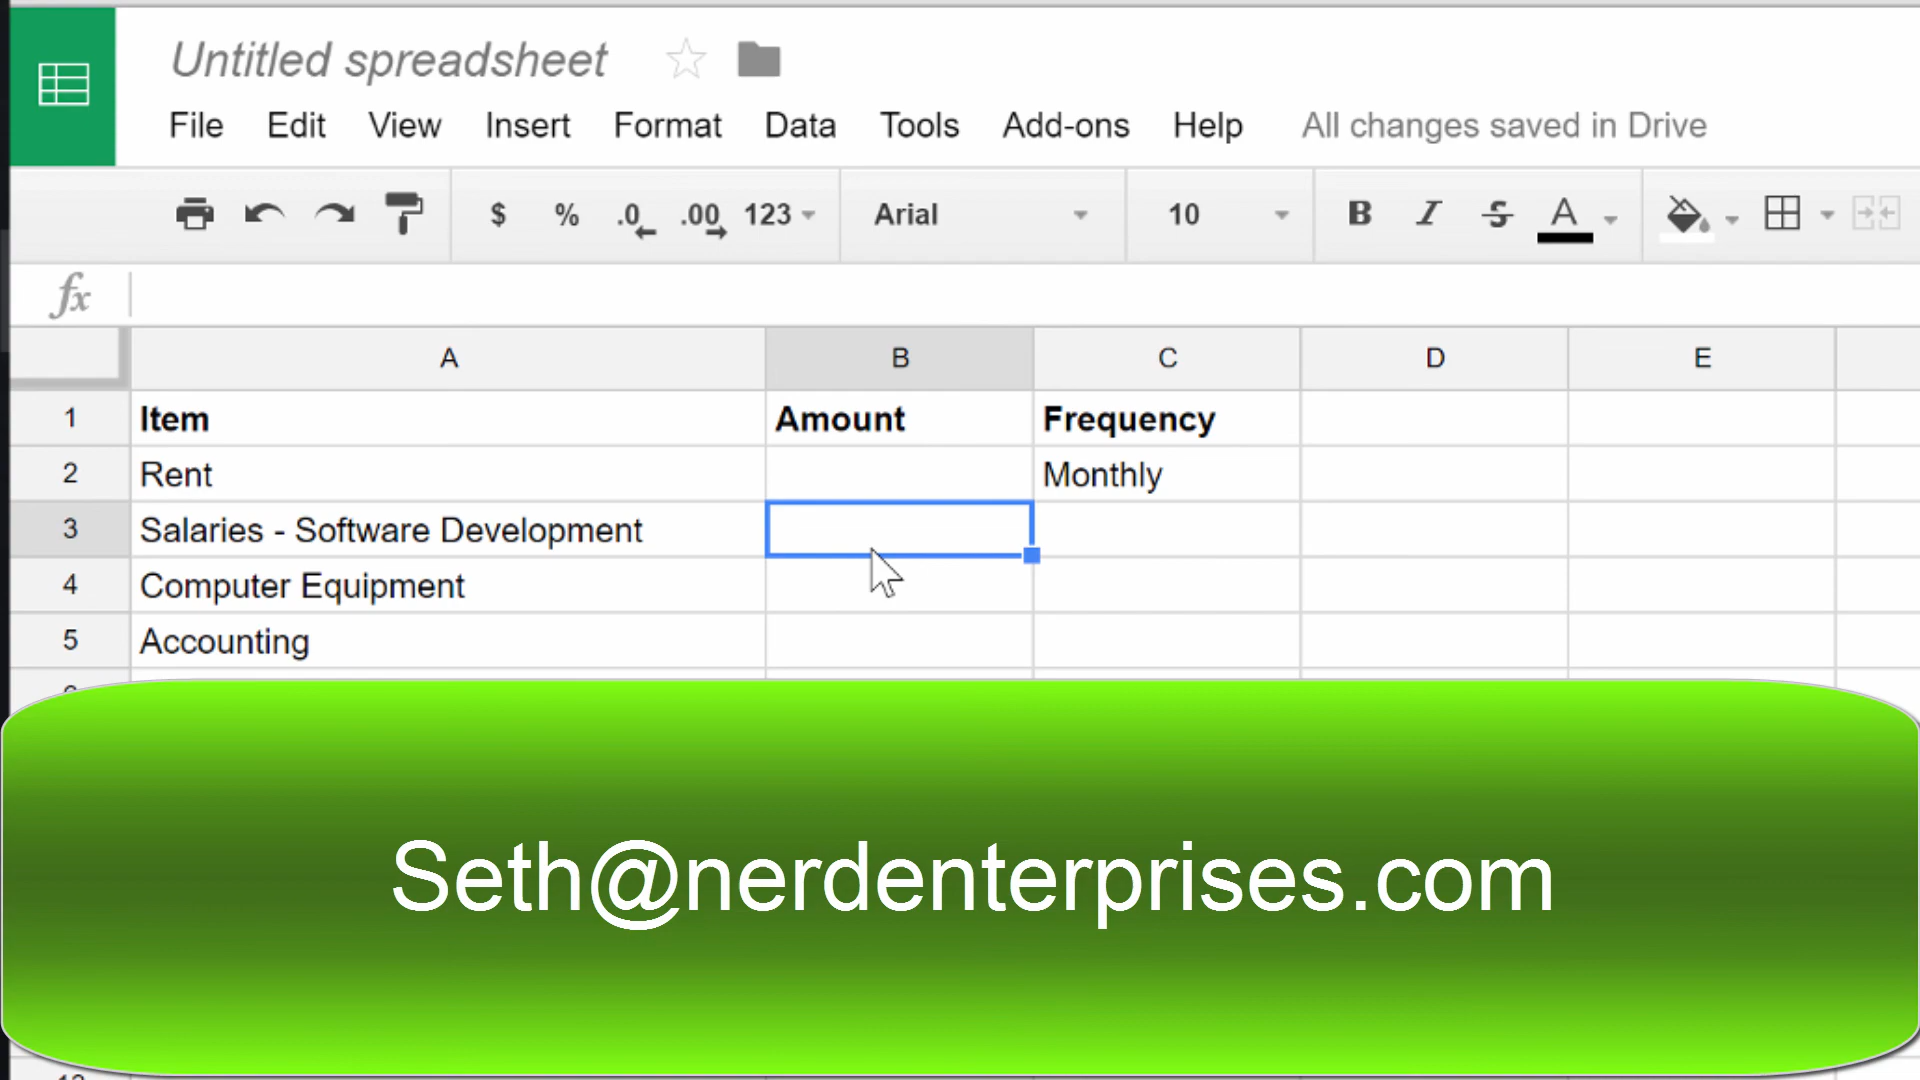 Untitled spreadsheet
File Edit View Insert Format Data Tools Add-ons Help All changes saved in Drive
$ % .0 .00 123 Arial 10 B I S A
fx
A B C D E
1 Item Amount Frequency
2 Rent Monthly
3 Salaries - Software Development
4 Computer Equipment
5 Accounting
Seth@nerdenterprises.com